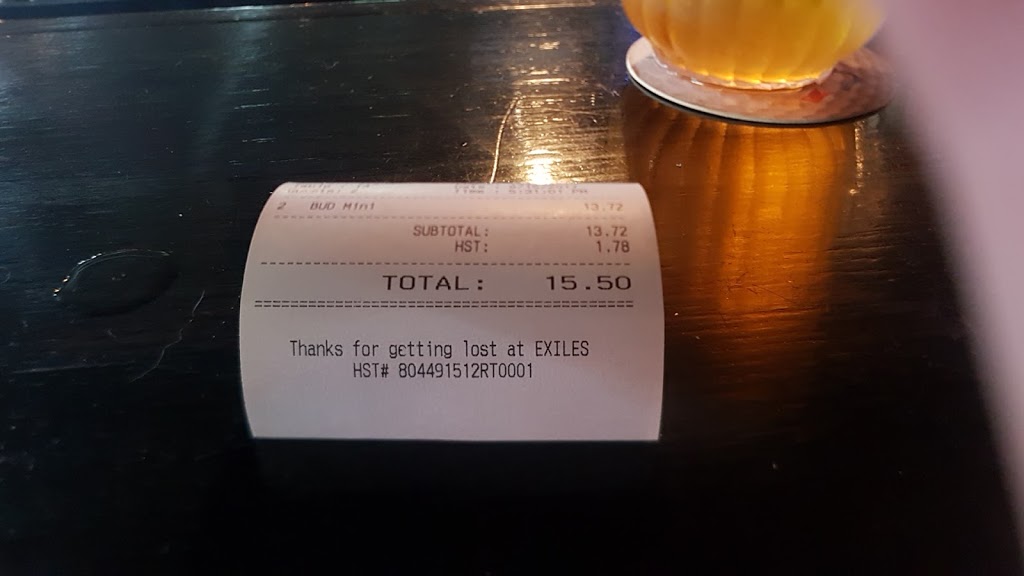 2 BUD Mini 13.72
SUBTOTAL: 13.72
HST: 1.78
TOTAL: 15.50
Thanks for getting lost at EXILES
HST# 804491512RT0001